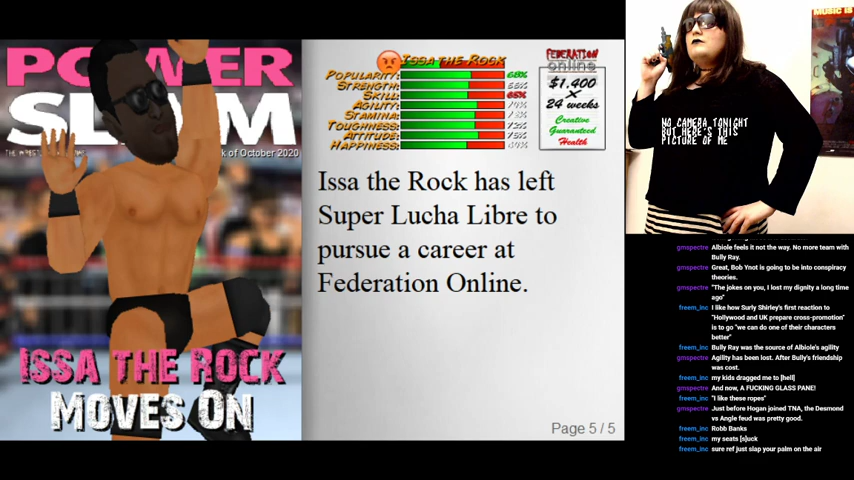 POWER
SLAM
k of October 2020
ISSA THE ROCK
MOVES ON
ISSA THE ROCK
POPULARITY: 68%
STRENGTH: 66%
SKILL: 65%
AGILITY:
STAMINA:
TOUGHNESS: 72%
ATTITUDE: 75%
HAPPINESS:
FEDERATION
online
$1,400
X
24 weeks
Creative
Guaranteed
Health
Issa the Rock has left
Super Lucha Libre to
pursue a career at
Federation Online.
Page 5 / 5
MUSIC IS
NO CAMERA TONIGHT
BUT HERE'S THIS
PICTURE OF ME
gmspectre Albiole feels it not the way. No more team with
Bully Ray.
gmspectre Great, Bob Ynot is going to be into conspiracy
theories.
gmspectre "The jokes on you, I lost my dignity a long time
ago"
freem_inc I like how Surly Shirley's first reaction to
"Hollywood and UK prepare cross-promotion"
is to go "we can do one of their characters
better"
freem_inc Bully Ray was the source of Albiole's agility
gmspectre Agility has been lost. After Bully's friendship
was cost.
freem_inc my kids dragged me to [hell]
gmspectre And now, A FUCKING GLASS PANE!
freem_inc "I like these ropes"
gmspectre Just before Hogan joined TNA, the Desmond
vs Angle feud was pretty good.
freem_inc Robb Banks
freem_inc my seats [s]uck
freem_inc sure ref just slap your palm on the air